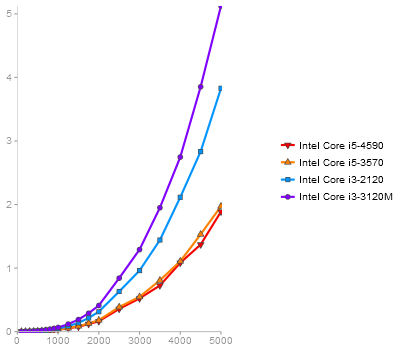 5
3
2
1
0
0
1000
2000
3000
4000
5000
Intel Core i5-4590
Intel Core i5-3570
Intel Core i3-2120
Intel Core i3-3120M